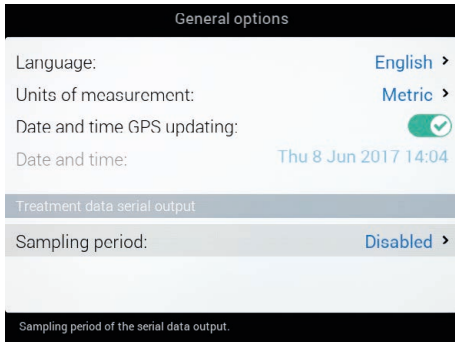 General options
Language: English >
Units of measurement: Metric >
Date and time GPS updating:
Date and time: Thu 8 Jun 2017 14:04
Treatment data serial output
Sampling period: Disabled >
Sampling period of the serial data output.